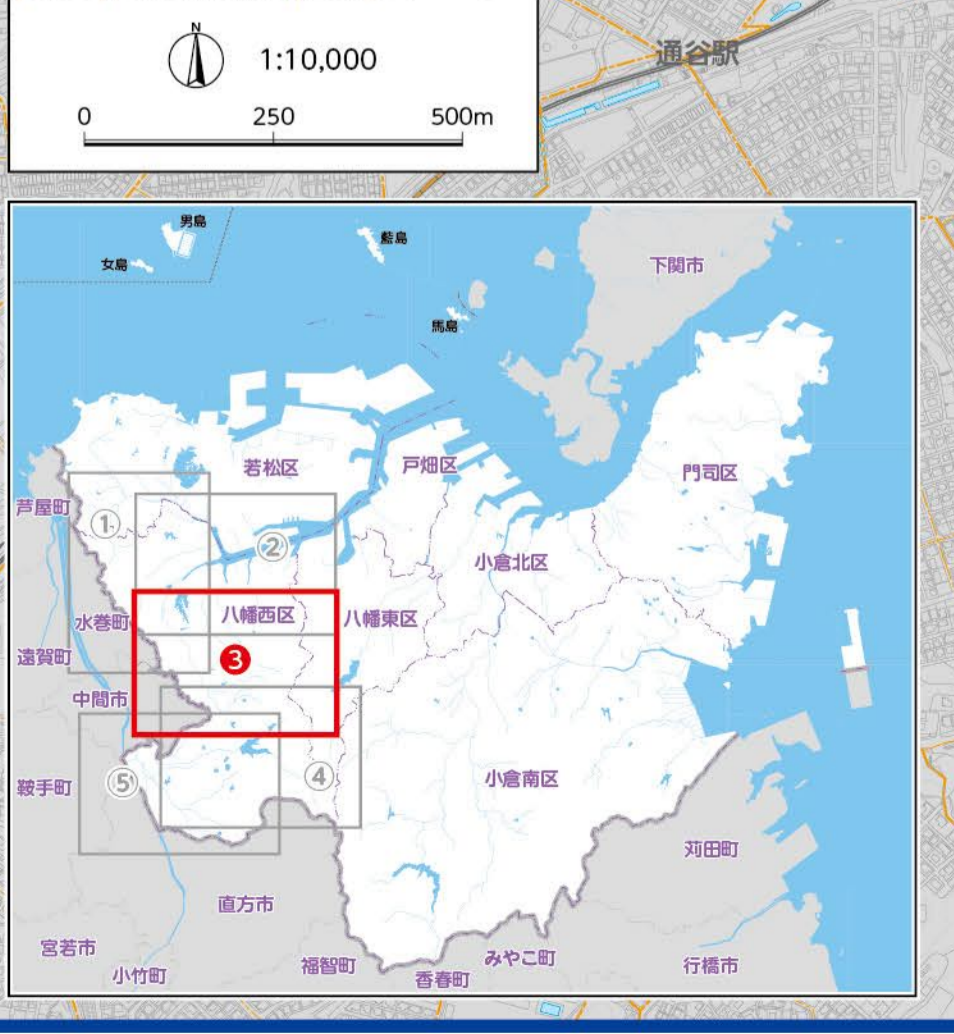 N
1:10,000
0 250 500m
通谷駅
男島
女島
藍島
馬島
下関市
若松区
戸畑区
門司区
芦屋町
①
②
小倉北区
水巻町
八幡西区
八幡東区
遠賀町
❸
中間市
鞍手町
⑤
④
小倉南区
苅田町
直方市
宮若市
小竹町
福智町
香春町
みやこ町
行橋市